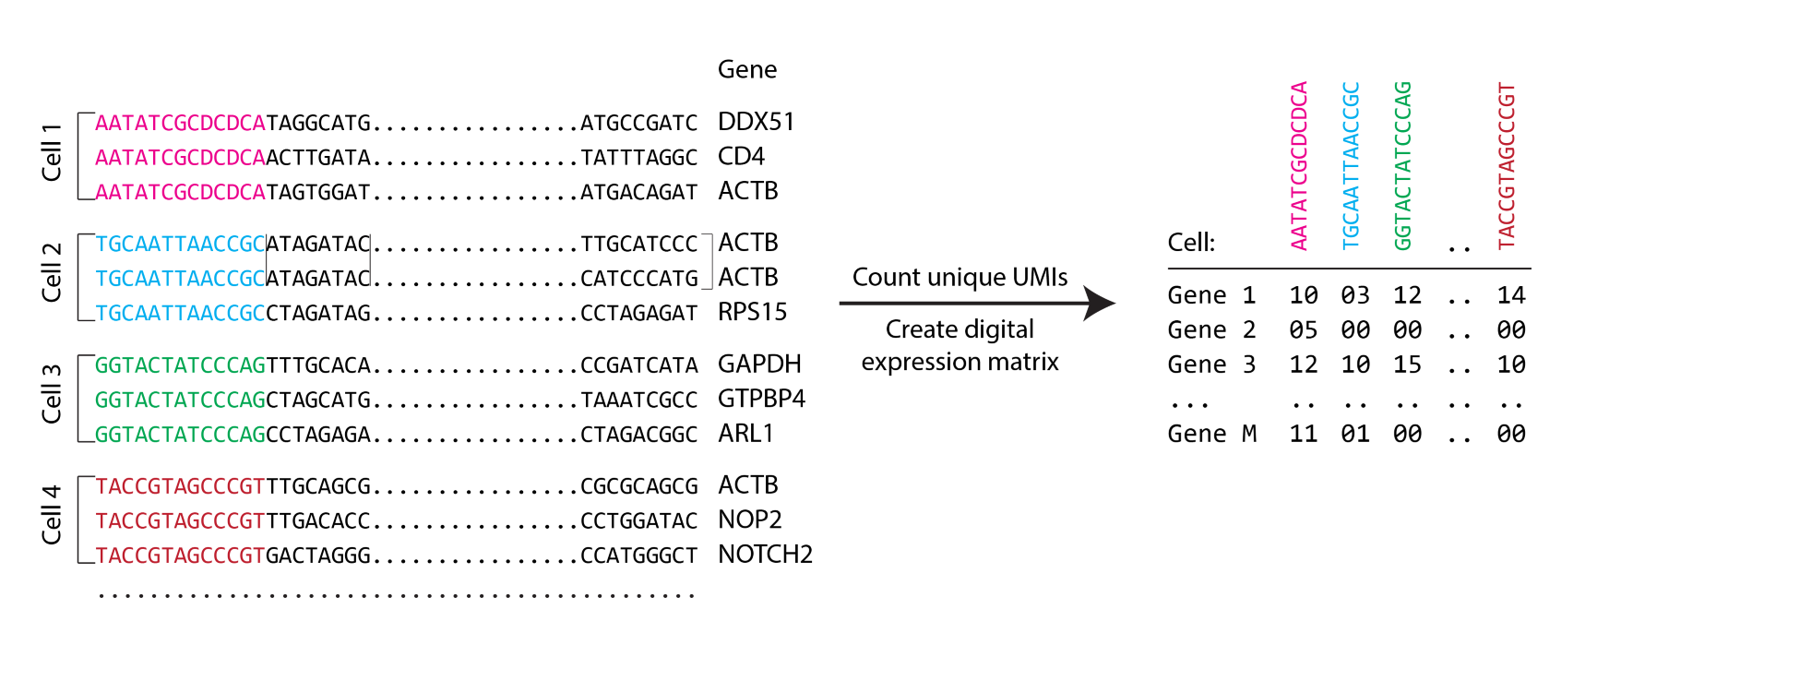 Gene
Cell 1
AATATCGCDCDCATAGGCATG................ATGCCGATC DDX51
AATATCGCDCDCAACTTGATA................TATTTAGGC CD4
AATATCGCDCDCATAGTGGAT................ATGACAGAT ACTB
Cell 2
TGCAATTAACCGCATAGATAC................TTGCATCCC ACTB
TGCAATTAACCGCATAGATAC................CATCCCATG ACTB
TGCAATTAACCGCCTAGATAG................CCTAGAGAT RPS15
Cell 3
GGTACTATCCCAGTTTGCACA................CCGATCATA GAPDH
GGTACTATCCCAGCTAGCATG................TAAATCGCC GTPBP4
GGTACTATCCCAGCCTAGAGA................CTAGACGGC ARL1
Cell 4
TACCGTAGCCCGTTTGCAGCG................CGCGCAGCG ACTB
TACCGTAGCCCGTTTGACACC................CCTGGATAC NOP2
TACCGTAGCCCGTGACTAGGG................CCATGGGCT NOTCH2
..............................................
Count unique UMIs
Create digital
expression matrix
Cell: AATATCGCDCDCA TGCAATTAACCGC GGTACTATCCCAG .. TACCGTAGCCCGT
Gene 1 10 03 12 .. 14
Gene 2 05 00 00 .. 00
Gene 3 12 10 15 .. 10
... .. .. .. .. ..
Gene M 11 01 00 .. 00